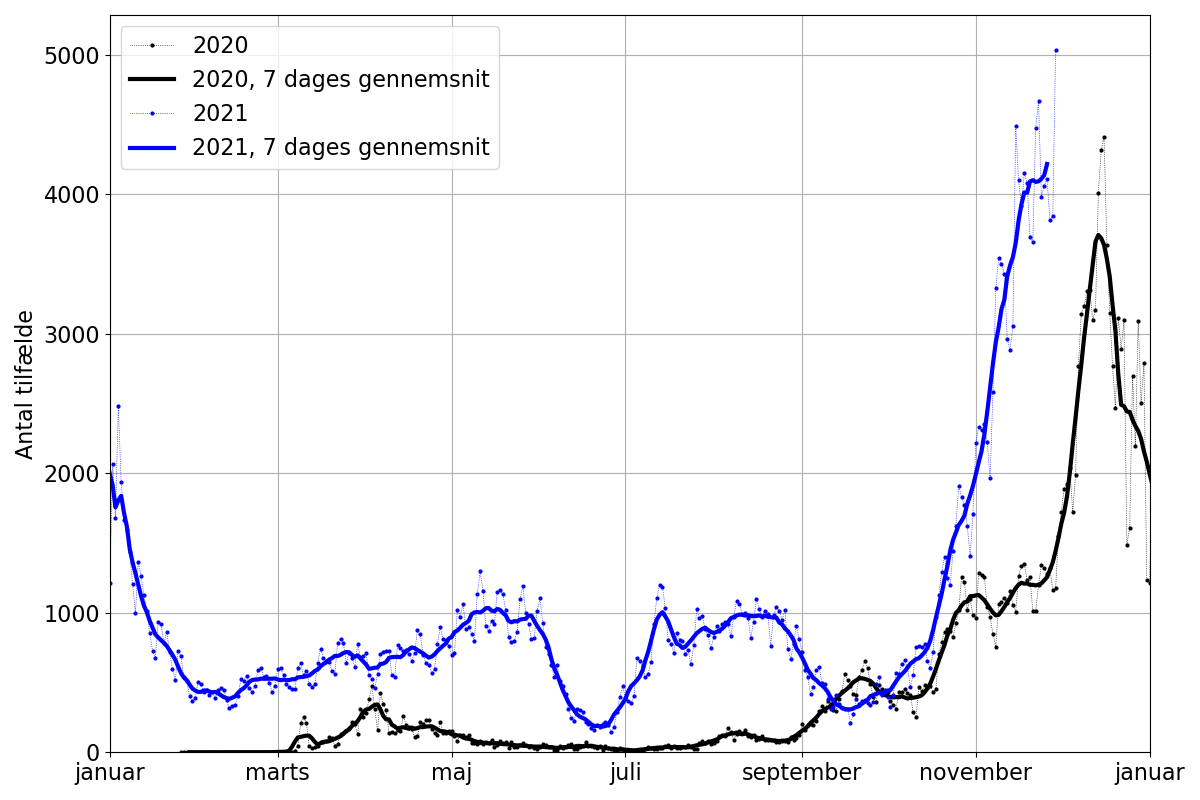 2020
2020, 7 dages gennemsnit
2021
2021, 7 dages gennemsnit
Antal tilfælde
5000
4000
3000
2000
1000
0
januar marts maj juli september november januar